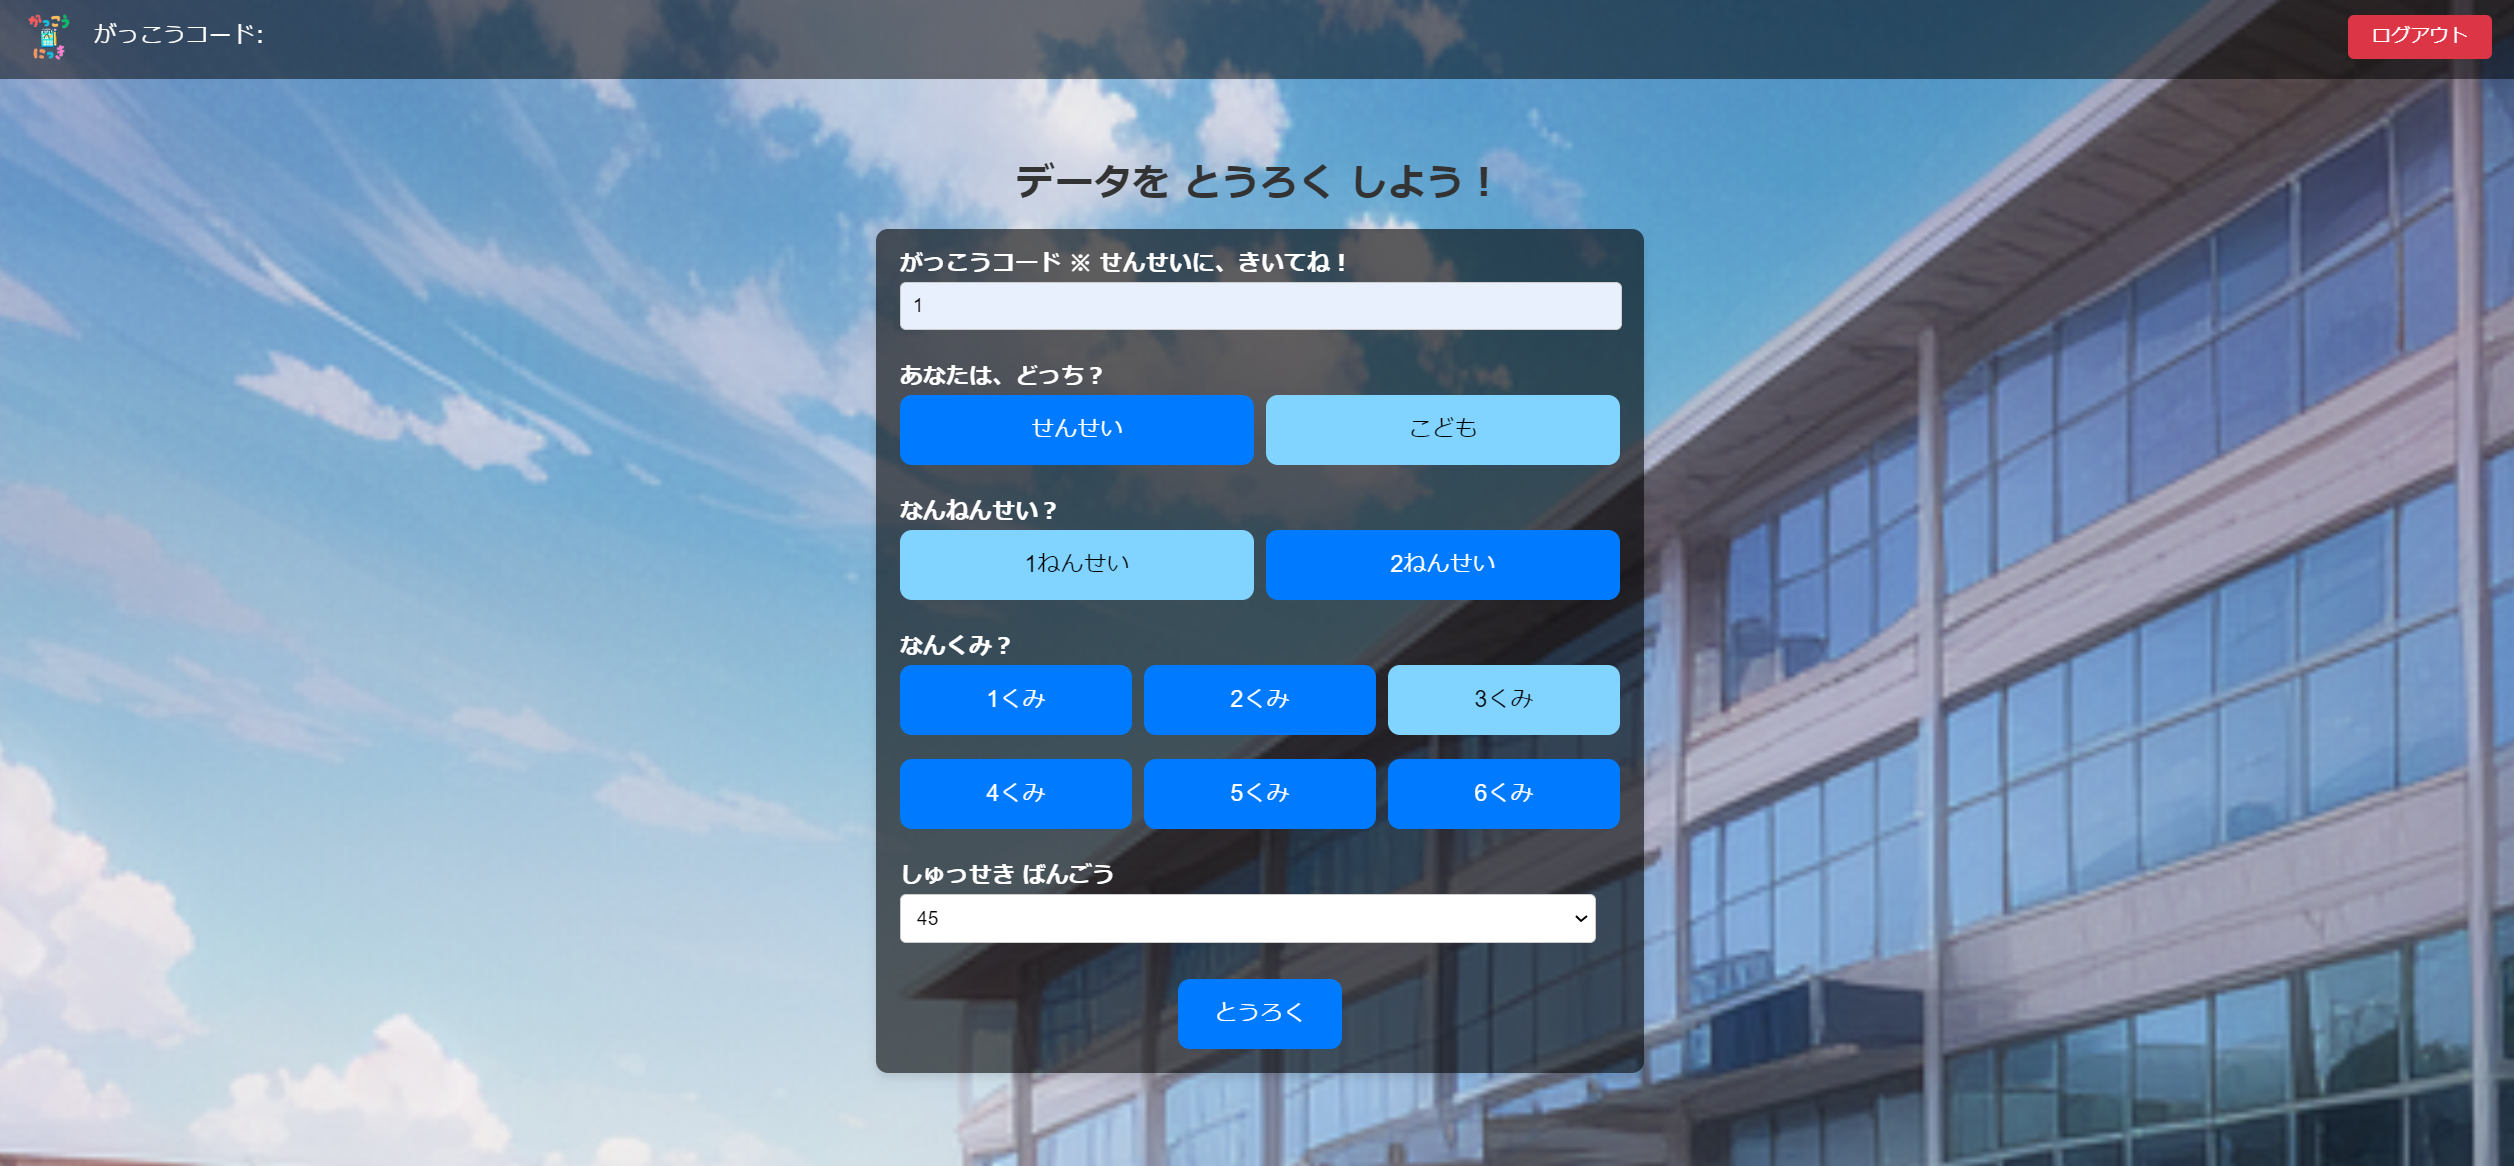 がっこう
にっき
がっこうコード:
ログアウト
データを とうろく しよう！
がっこうコード ※ せんせいに、きいてね！
1
あなたは、どっち？
せんせい こども
なんねんせい？
1ねんせい 2ねんせい
なんくみ？
1くみ 2くみ 3くみ
4くみ 5くみ 6くみ
しゅっせき ばんごう
45
とうろく